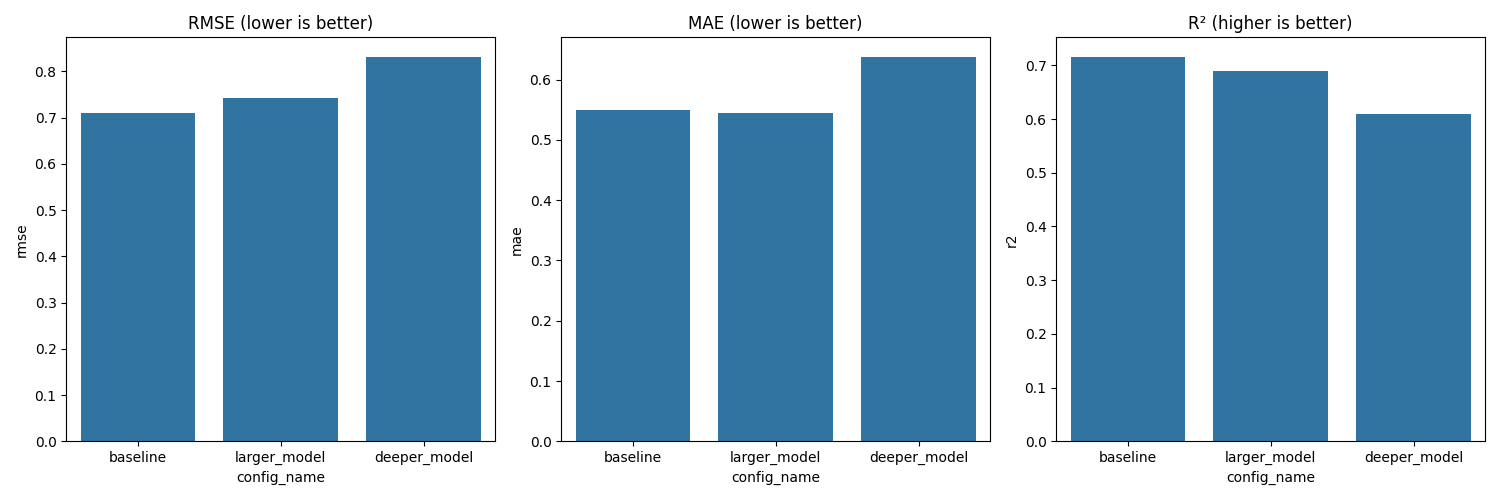 RMSE (lower is better)
rmse
0.8
0.7
0.6
0.5
0.4
0.3
0.2
0.1
0.0
baseline larger_model deeper_model
config_name
MAE (lower is better)
mae
0.6
0.5
0.4
0.3
0.2
0.1
0.0
baseline larger_model deeper_model
config_name
R² (higher is better)
r2
0.7
0.6
0.5
0.4
0.3
0.2
0.1
0.0
baseline larger_model deeper_model
config_name